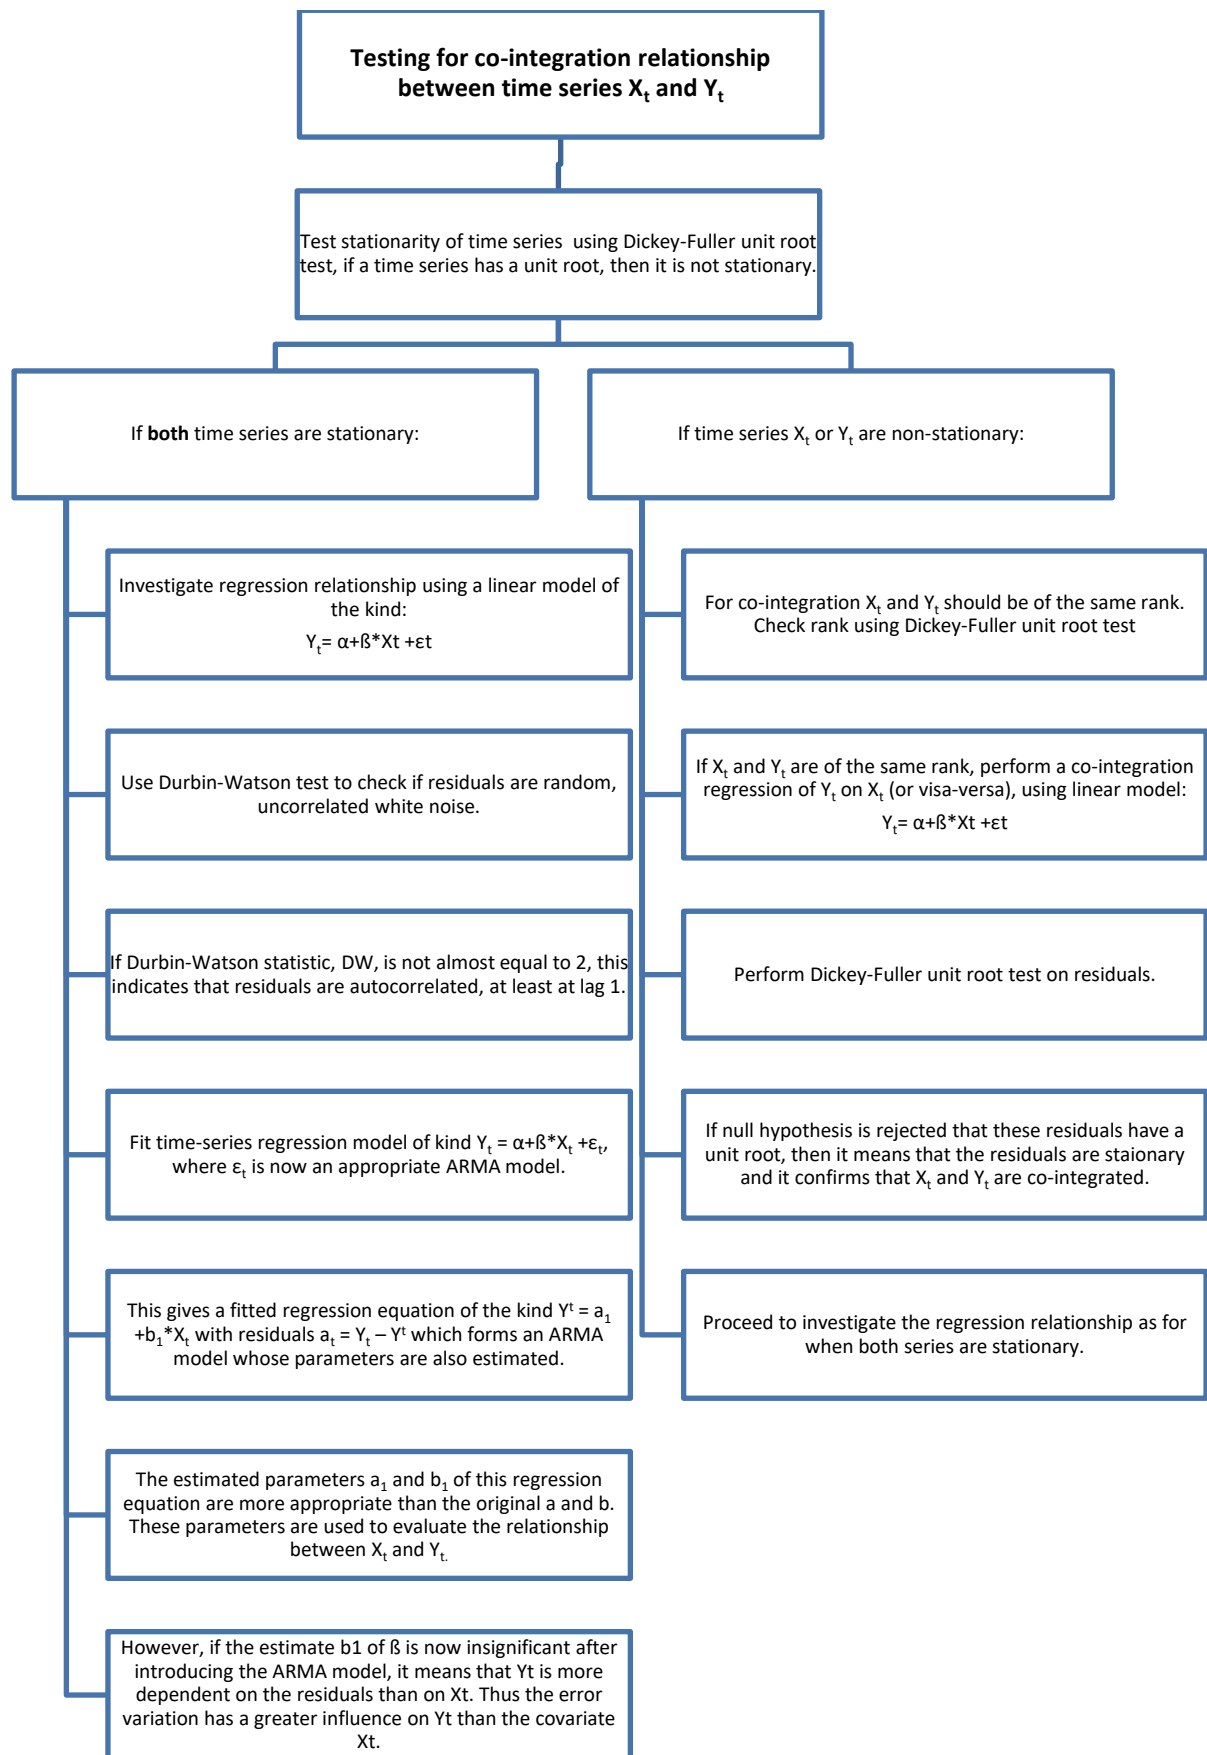 Testing for co-integration relationship
between time series Xt and Yt
Test stationarity of time series using Dickey-Fuller unit root
test, if a time series has a unit root, then it is not stationary.
If both time series are stationary:
Investigate regression relationship using a linear model of
the kind:
Yt= α+ß*Xt +εt
Use Durbin-Watson test to check if residuals are random,
uncorrelated white noise.
If Durbin-Watson statistic, DW, is not almost equal to 2, this
indicates that residuals are autocorrelated, at least at lag 1.
Fit time-series regression model of kind Yt = α+ß*Xt +εt,
where εt is now an appropriate ARMA model.
This gives a fitted regression equation of the kind Yᵗ = a1
+b1*Xt with residuals at = Yt – Yᵗ which forms an ARMA
model whose parameters are also estimated.
The estimated parameters a1 and b1 of this regression
equation are more appropriate than the original a and b.
These parameters are used to evaluate the relationship
between Xt and Yt.
However, if the estimate b1 of ß is now insignificant after
introducing the ARMA model, it means that Yt is more
dependent on the residuals than on Xt. Thus the error
variation has a greater influence on Yt than the covariate
Xt.
If time series Xt or Yt are non-stationary:
For co-integration Xt and Yt should be of the same rank.
Check rank using Dickey-Fuller unit root test
If Xt and Yt are of the same rank, perform a co-integration
regression of Yt on Xt (or visa-versa), using linear model:
Yt= α+ß*Xt +εt
Perform Dickey-Fuller unit root test on residuals.
If null hypothesis is rejected that these residuals have a
unit root, then it means that the residuals are staionary
and it confirms that Xt and Yt are co-integrated.
Proceed to investigate the regression relationship as for
when both series are stationary.